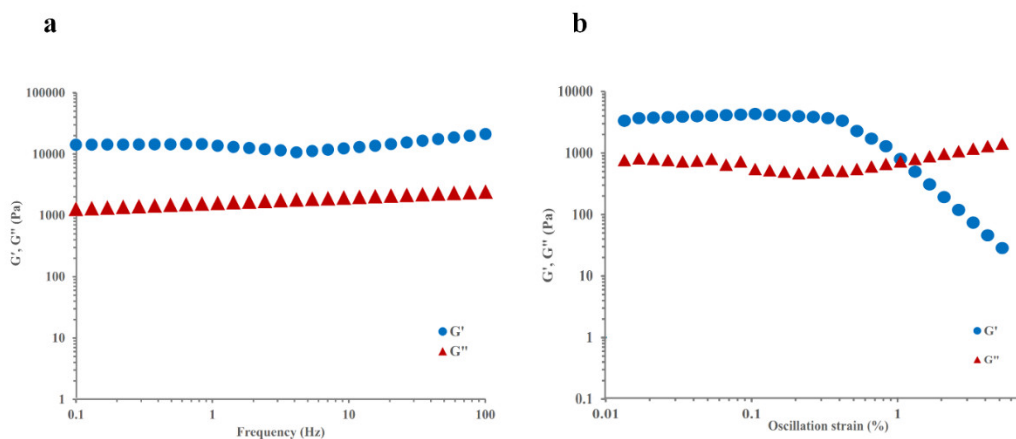 a
100000
10000
1000
100
10
1
G', G'' (Pa)
0.1
1
10
100
Frequency (Hz)
G'
G''
b
10000
1000
100
10
1
0.1
G', G'' (Pa)
0.01
0.1
1
Oscillation strain (%)
G'
G''